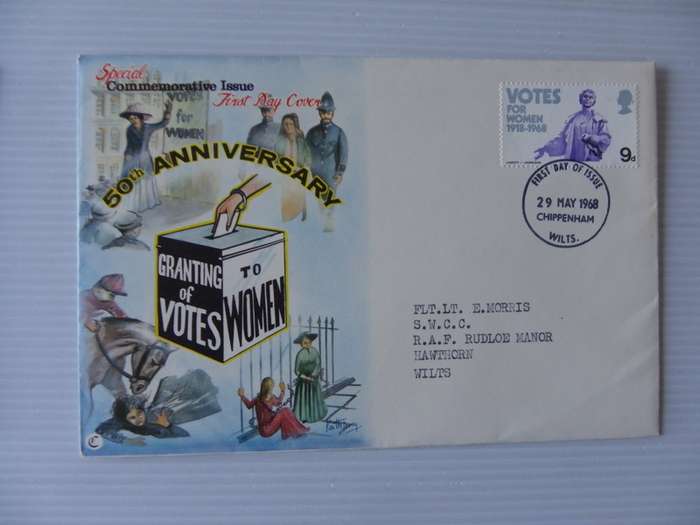 Special
Commemorative Issue
First Day Cover
VOTES
for
WOMEN
50th ANNIVERSARY
GRANTING
of
VOTES
TO
WOMEN
VOTES
FOR
WOMEN
1918-1968
9d
FIRST DAY OF ISSUE
29 MAY 1968
CHIPPENHAM
WILTS.
FLT.LT. E.MORRIS
S.W.C.C.
R.A.F. RUDLOE MANOR
HAWTHORN
WILTS
C